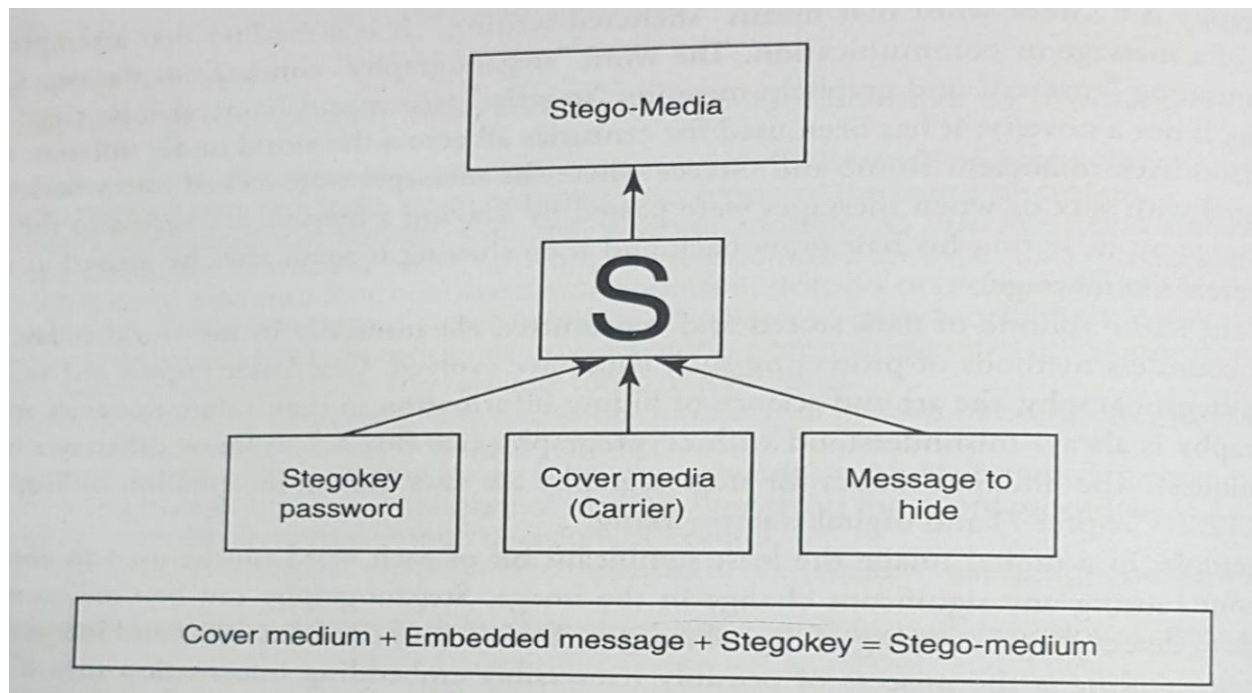 Stego-Media
S
Stegokey
password
Cover media
(Carrier)
Message to
hide
Cover medium + Embedded message + Stegokey = Stego-medium